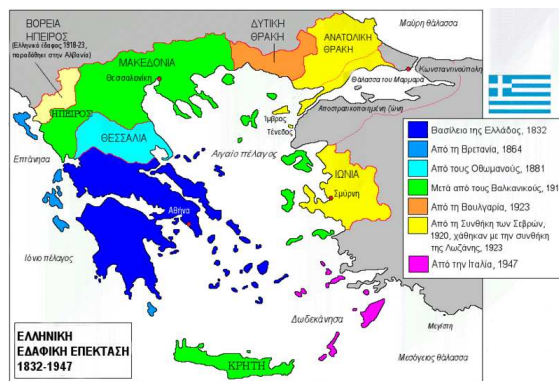 ΒΟΡΕΙΑ
ΗΠΕΙΡΟΣ
(Ελληνικό έδαφος 1918-23,
παραδόθηκε στην Αλβανία)
ΔΥΤΙΚΗ
ΘΡΑΚΗ
ΑΝΑΤΟΛΙΚΗ
ΘΡΑΚΗ
Μαύρη θάλασσα
ΜΑΚΕΔΟΝΙΑ
Θεσσαλονίκη
(Κωνσταντινούπολη)
Θάλασσα του Μαρμαρά
Αποστρατικοποιημένη ζώνη
Ίμβρος
Τένεδος
ΗΠΕΙΡΟΣ
ΘΕΣΣΑΛΙΑ
Επτάνησα
Αιγαίο πέλαγος
ΙΩΝΙΑ
Σμύρνη
Αθήνα
Ιόνιο πέλαγος
Δωδεκάνησα
Μεγίστη
Μεσόγειος θάλασσα
ΚΡΗΤΗ
Βασίλειο της Ελλάδος, 1832
Από τη Βρετανία, 1864
Από τους Οθωμανούς, 1881
Μετά από τους Βαλκανικούς, 191
Από τη Βουλγαρία, 1923
Από τη Συνθήκη των Σεβρών,
1920, χάθηκαν με την συνθήκη
της Λωζάνης, 1923
Από την Ιταλία, 1947
ΕΛΛΗΝΙΚΗ
ΕΔΑΦΙΚΗ ΕΠΕΚΤΑΣΗ
1832-1947